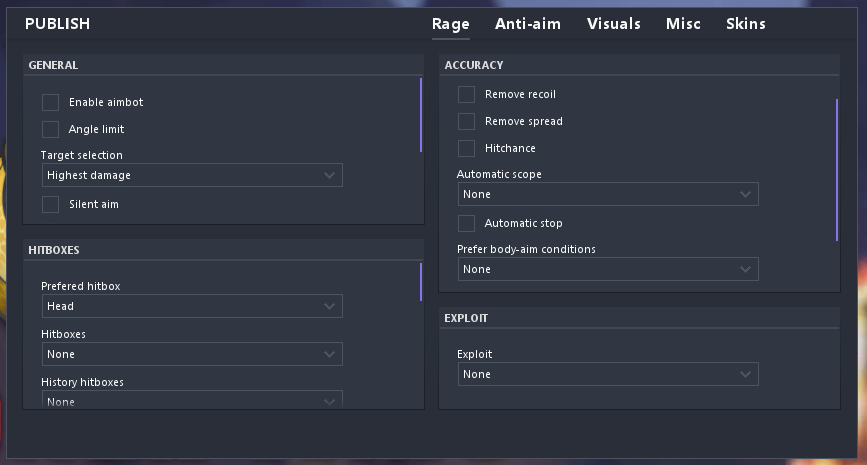 PUBLISH
Rage Anti-aim Visuals Misc Skins
GENERAL
Enable aimbot
Angle limit
Target selection
Highest damage
Silent aim
HITBOXES
Prefered hitbox
Head
Hitboxes
None
History hitboxes
None
ACCURACY
Remove recoil
Remove spread
Hitchance
Automatic scope
None
Automatic stop
Prefer body-aim conditions
None
EXPLOIT
Exploit
None